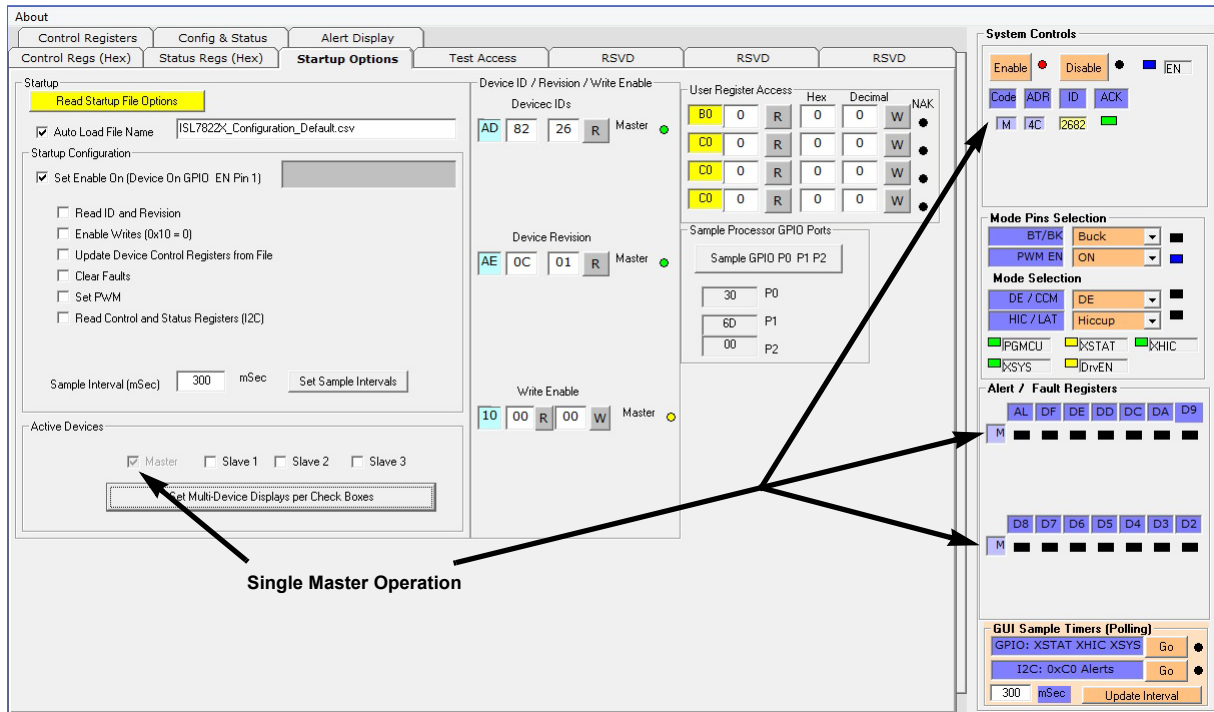 About
Control Registers Config & Status Alert Display
Control Regs (Hex) Status Regs (Hex) Startup Options Test Access RSVD RSVD RSVD
Startup
Read Startup File Options
Auto Load File Name ISL7822X_Configuration_Default.csv
Startup Configuration
Set Enable On (Device On GPIO EN Pin 1)
Read ID and Revision
Enable Writes (0x10 = 0)
Update Device Control Registers from File
Clear Faults
Set PWM
Read Control and Status Registers (I2C)
Sample Interval (mSec) 300 mSec Set Sample Intervals
Active Devices
Master Slave 1 Slave 2 Slave 3
Set Multi-Device Displays per Check Boxes
Single Master Operation
Device ID / Revision / Write Enable
Devicec IDs
AD 82 26 R Master
Device Revision
AE 0C 01 R Master
Write Enable
10 00 R 00 W Master
User Register Access Hex Decimal NAK
B0 0 R 0 0 W
C0 0 R 0 0 W
C0 0 R 0 0 W
C0 0 R 0 0 W
Sample Processor GPIO Ports
Sample GPIO P0 P1 P2
30 P0
6D P1
00 P2
System Controls
Enable Disable EN
Code ADR ID ACK
M 4C 2682
Mode Pins Selection
BT/BK Buck
PWM EN ON
Mode Selection
DE / CCM DE
HIC / LAT Hiccup
PGMCU XSTAT XHIC
XSYS DrvEN
Alert / Fault Registers
AL DF DE DD DC DA D9
M
D8 D7 D6 D5 D4 D3 D2
M
GUI Sample Timers (Polling)
GPIO: XSTAT XHIC XSYS Go
I2C: 0xC0 Alerts Go
300 mSec Update Interval